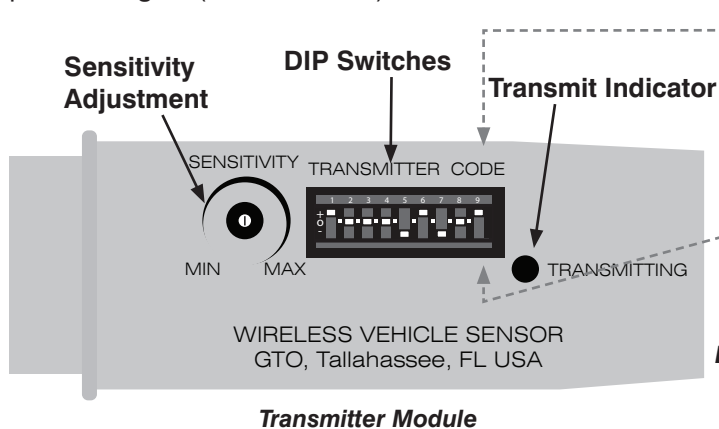 Sensitivity
Adjustment
DIP Switches
Transmit Indicator
SENSITIVITY
TRANSMITTER CODE
1 2 3 4 5 6 7 8 9
+
0
-
MIN MAX
TRANSMITTING
WIRELESS VEHICLE SENSOR
GTO, Tallahassee, FL USA
Transmitter Module